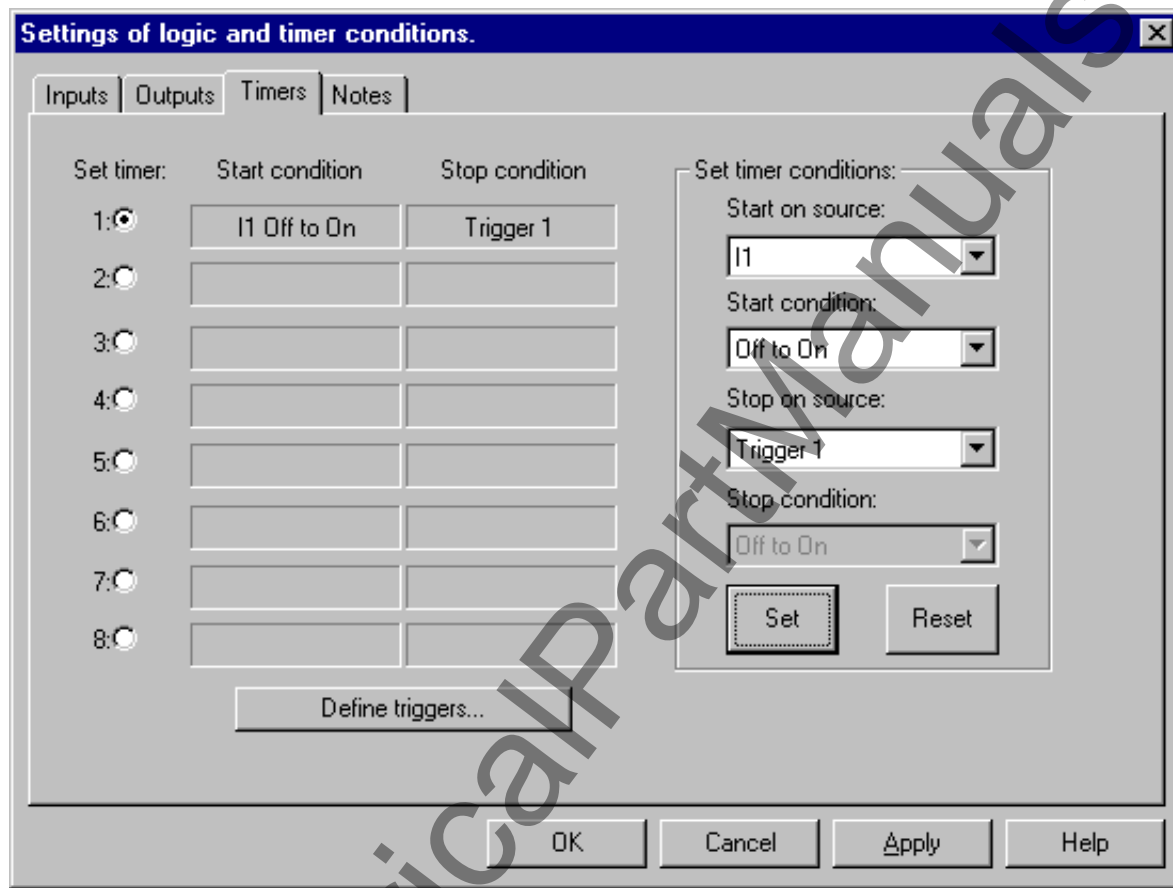 Settings of logic and timer conditions.
Inputs Outputs Timers Notes
Set timer: Start condition Stop condition
1: I1 Off to On Trigger 1
2:
3:
4:
5:
6:
7:
8:
Define triggers...
Set timer conditions:
Start on source:
I1
Start condition:
Off to On
Stop on source:
Trigger 1
Stop condition:
Off to On
Set Reset
OK Cancel Apply Help
icalPartManuals